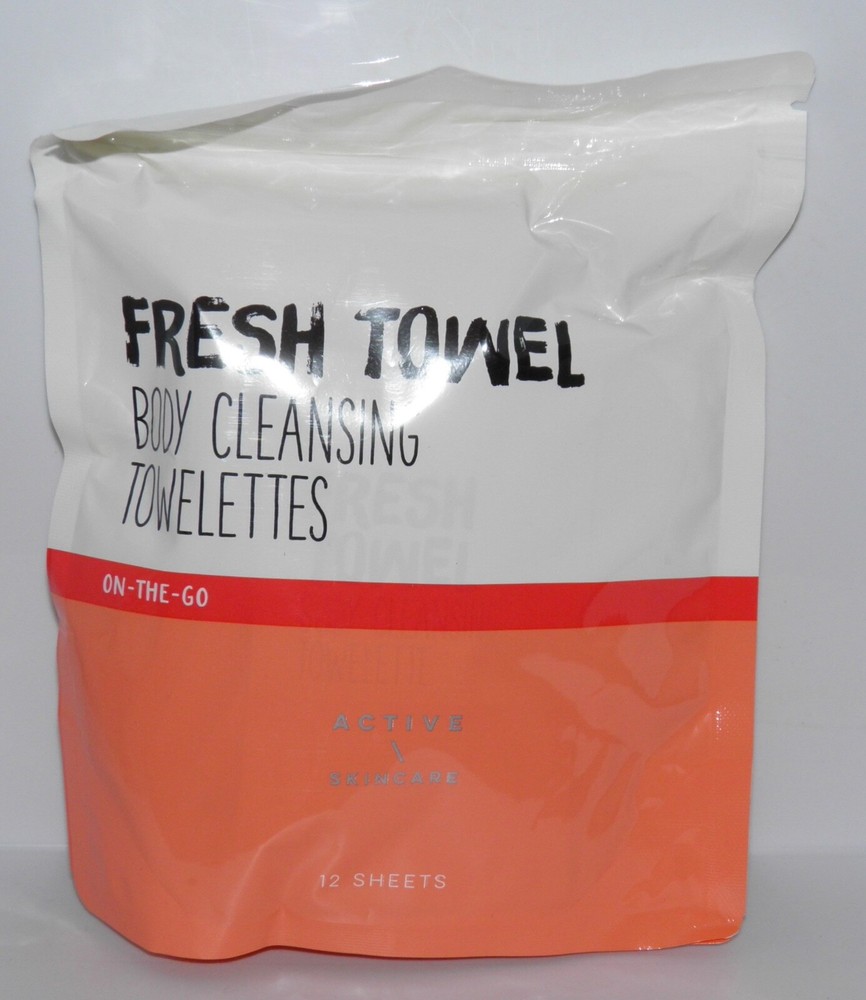 FRESH TOWEL
BODY CLEANSING
TOWELETTES
ON-THE-GO
ACTIVE
\
SKINCARE
12 SHEETS